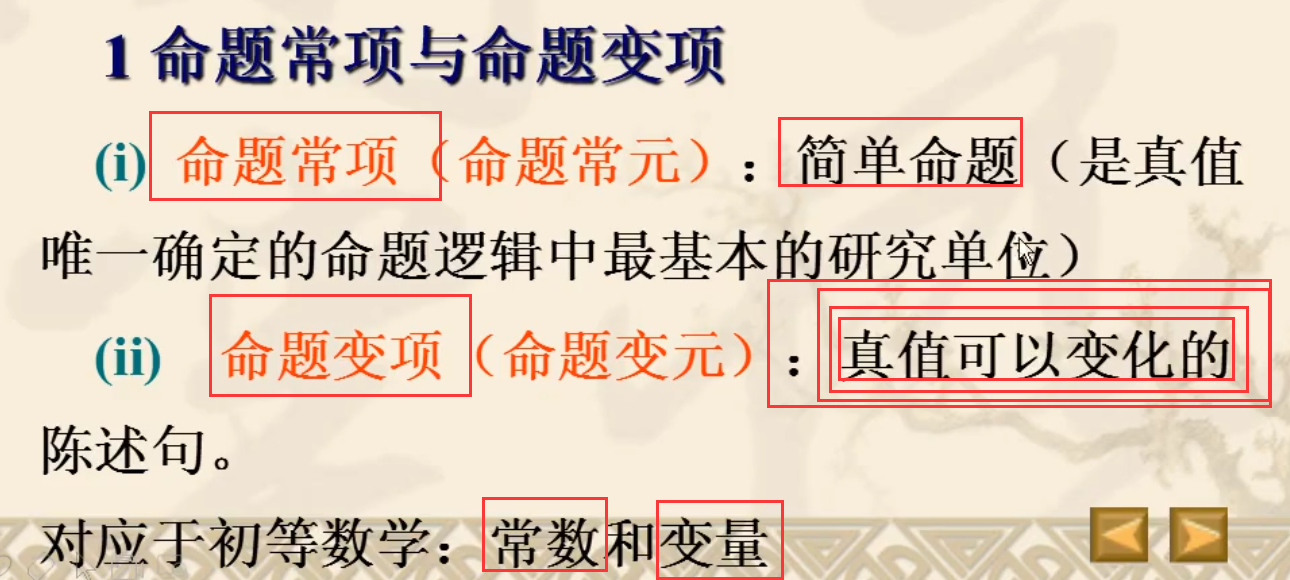 1 命题常项与命题变项
(i) 命题常项（命题常元）：简单命题（是真值
唯一确定的命题逻辑中最基本的研究单位）
(ii) 命题变项（命题变元）：真值可以变化的
陈述句。
对应于初等数学：常数和变量